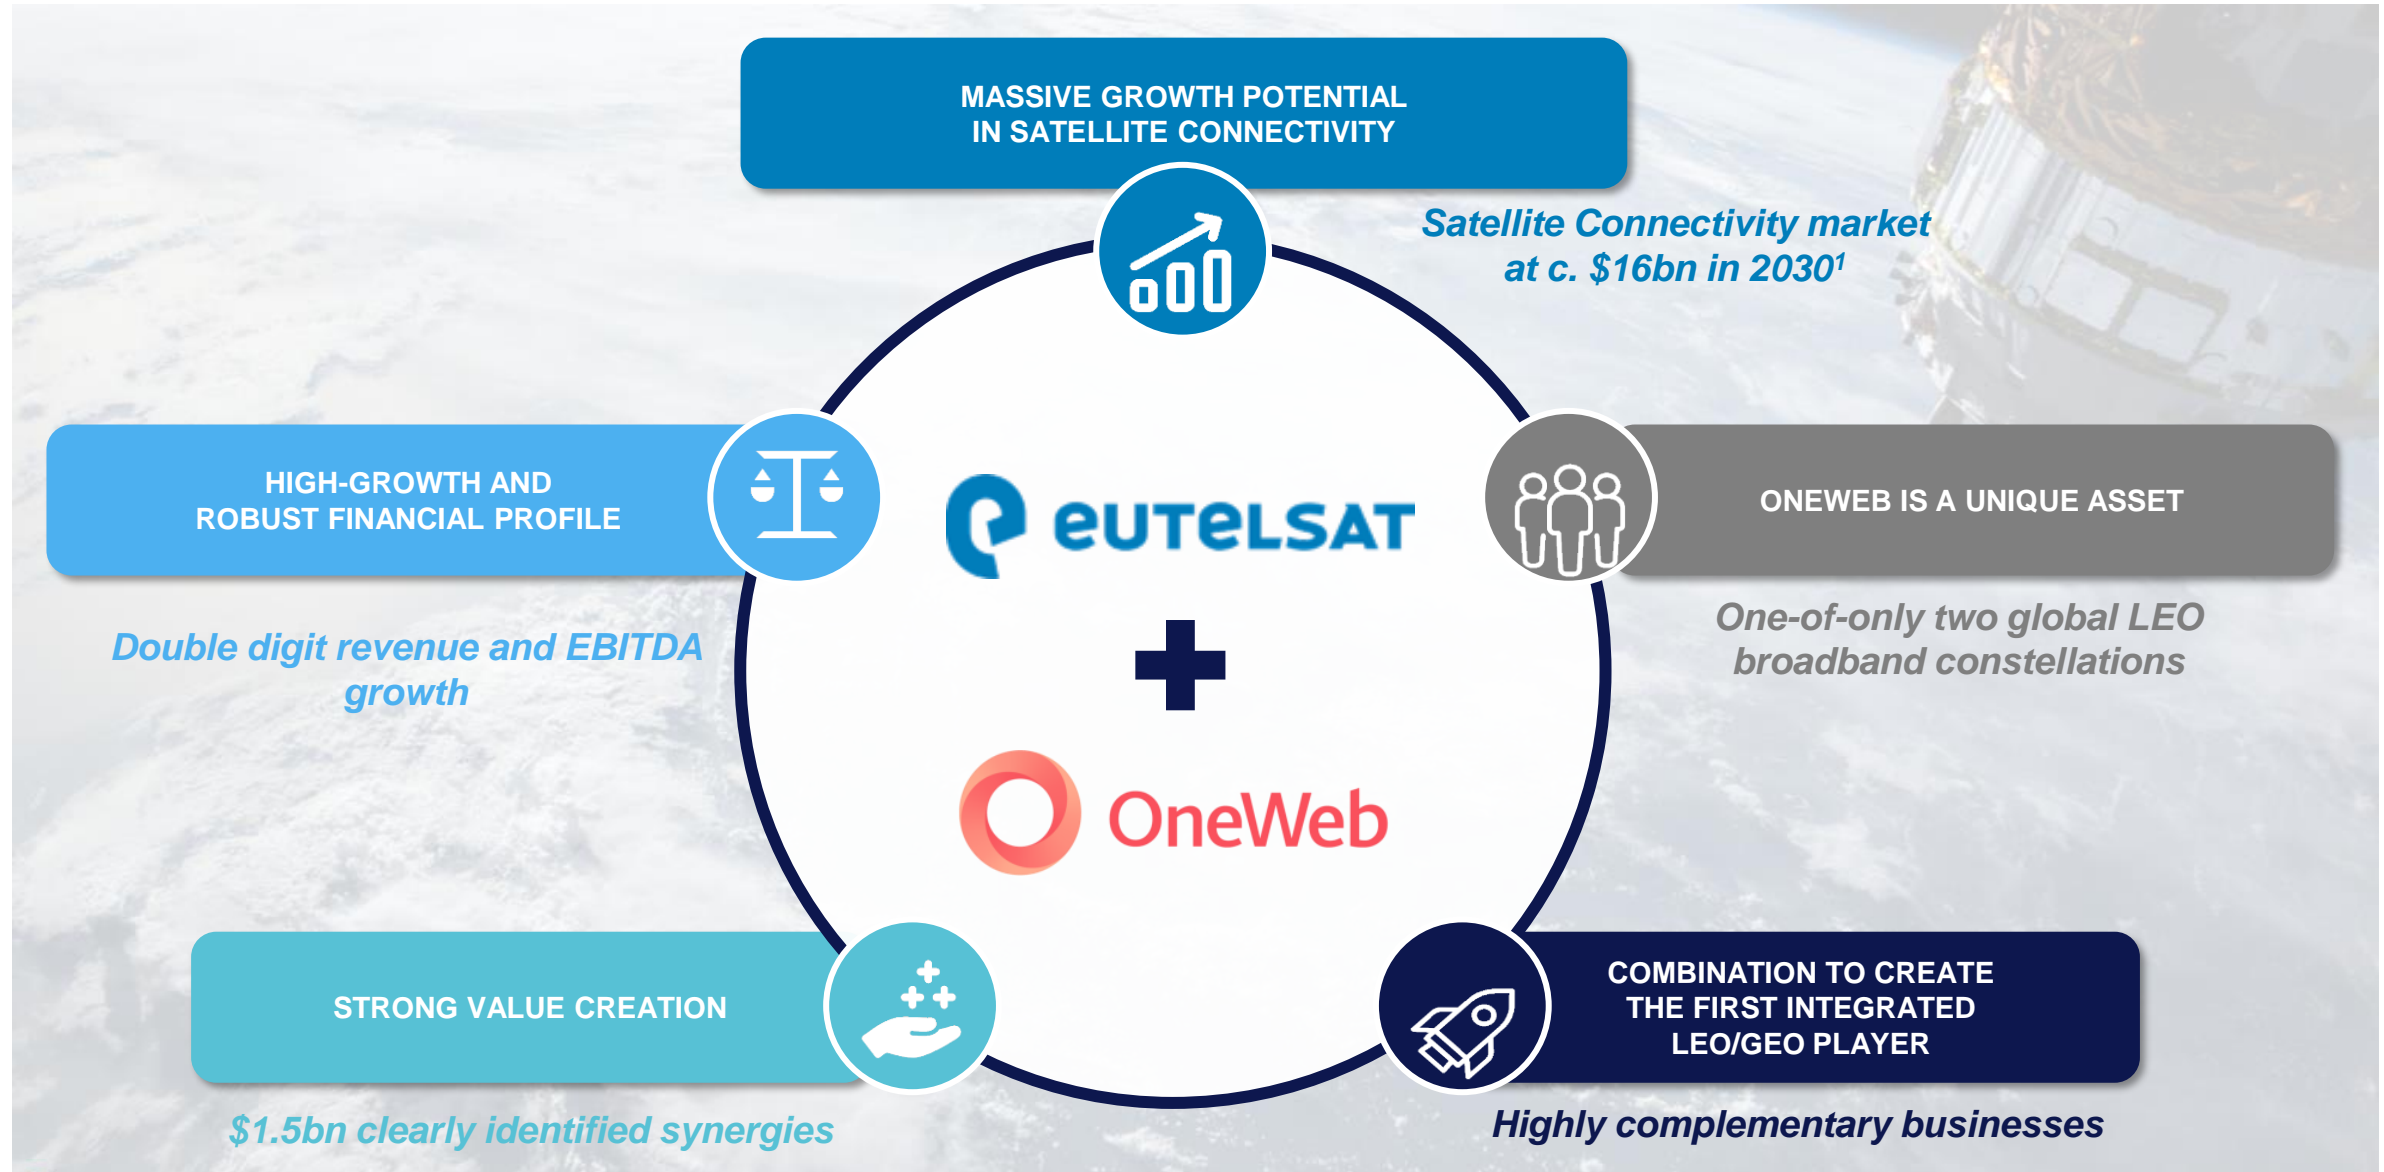 MASSIVE GROWTH POTENTIAL
IN SATELLITE CONNECTIVITY
Satellite Connectivity market
at c. $16bn in 2030¹
HIGH-GROWTH AND
ROBUST FINANCIAL PROFILE
Double digit revenue and EBITDA
growth
eutelsat
OneWeb
ONEWEB IS A UNIQUE ASSET
One-of-only two global LEO
broadband constellations
STRONG VALUE CREATION
$1.5bn clearly identified synergies
COMBINATION TO CREATE
THE FIRST INTEGRATED
LEO/GEO PLAYER
Highly complementary businesses